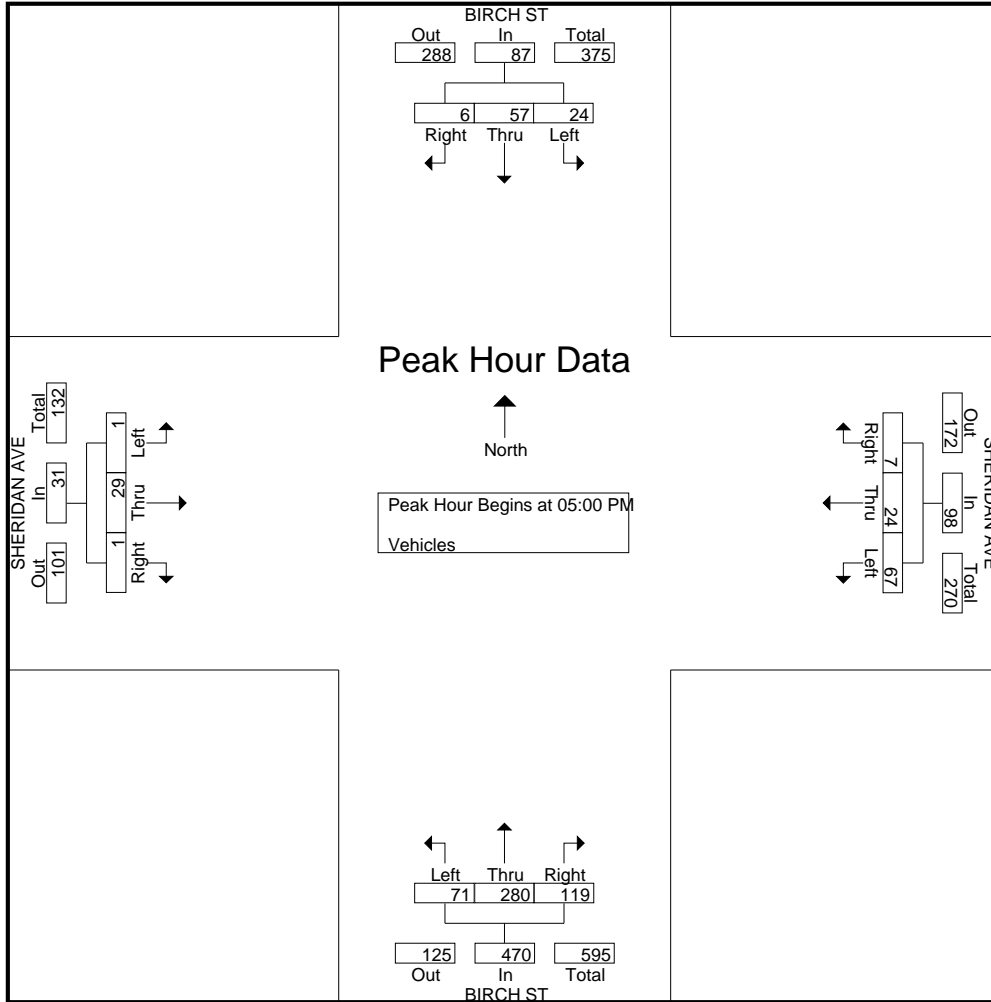 BIRCH ST
Out In Total
288 87 375
6 57 24
Right Thru Left
Peak Hour Data
North
Peak Hour Begins at 05:00 PM
Vehicles
SHERIDAN AVE
Out In Total
101 31 132
1 29 1
Right Thru Left
SHERIDAN AVE
Out In Total
172 98 270
7 24 67
Right Thru Left
Left Thru Right
71 280 119
125 470 595
Out In Total
BIRCH ST